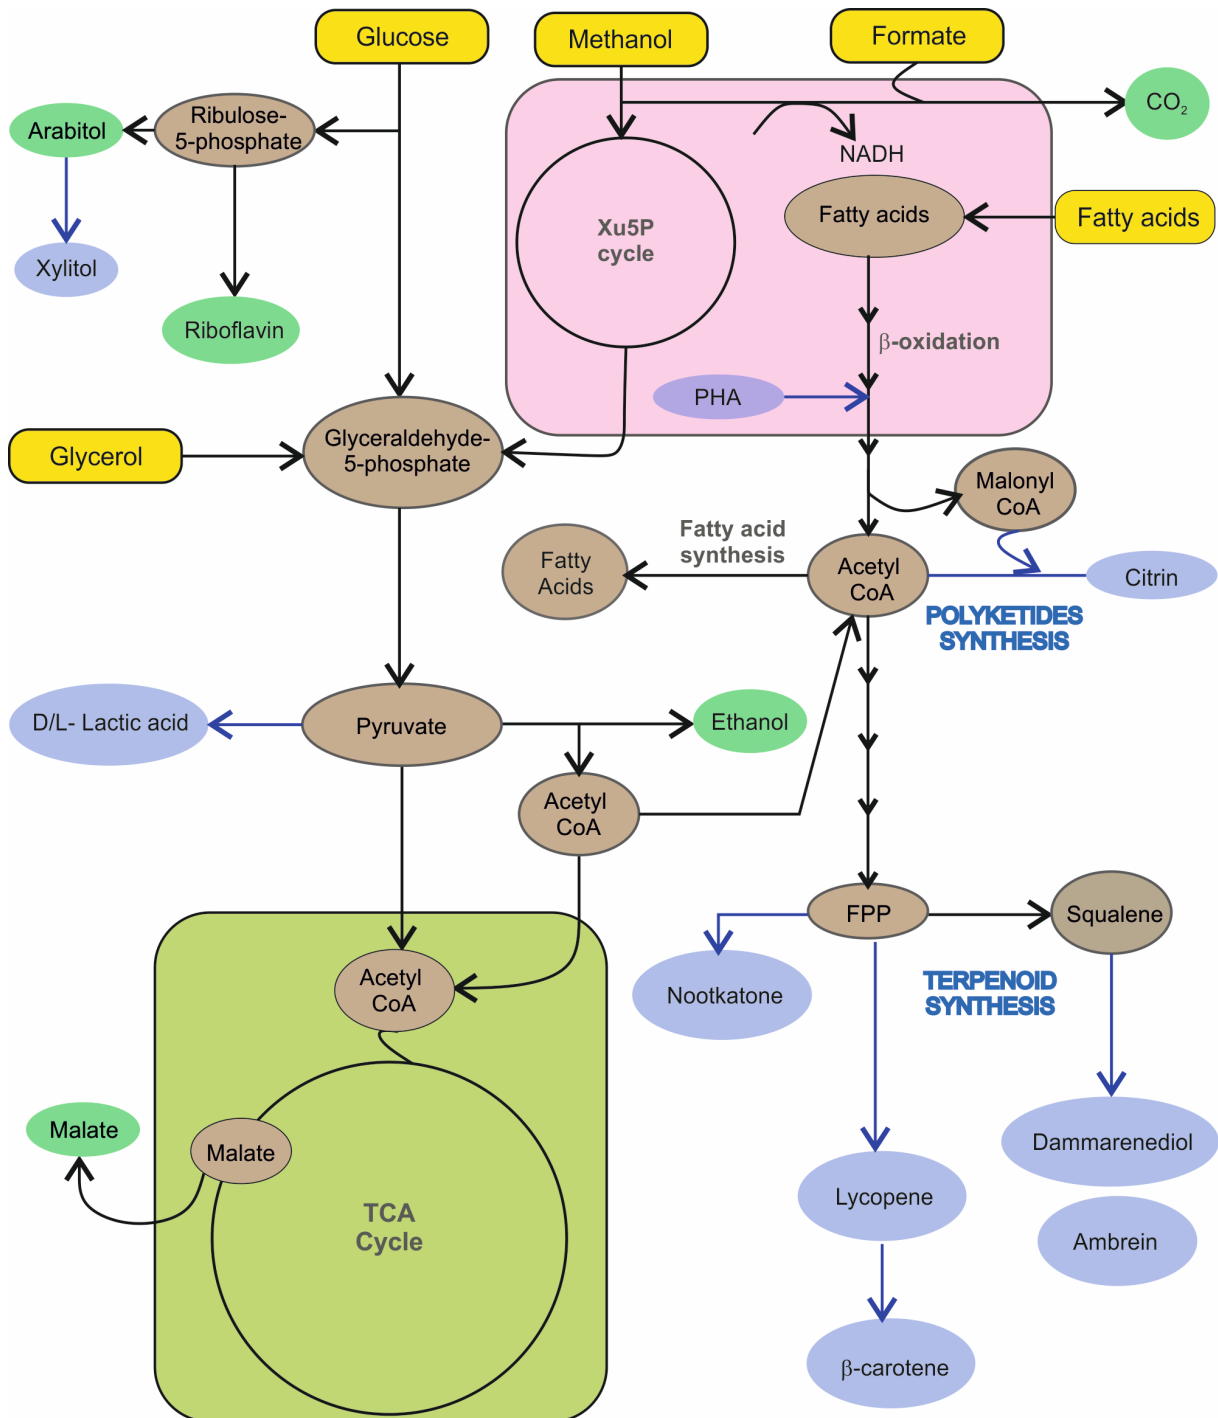 Glucose
Methanol
Formate
Arabitol
Ribulose-
5-phosphate
CO₂
NADH
Fatty acids
Fatty acids
Xu5P
cycle
Xylitol
Riboflavin
β-oxidation
PHA
Glycerol
Glyceraldehyde-
5-phosphate
Malonyl
CoA
Fatty acid
synthesis
Fatty
Acids
Acetyl
CoA
Citrin
POLYKETIDES
SYNTHESIS
D/L- Lactic acid
Pyruvate
Ethanol
Acetyl
CoA
FPP
Squalene
Acetyl
CoA
Nootkatone
TERPENOID
SYNTHESIS
Malate
Malate
Dammarenediol
Lycopene
TCA
Cycle
Ambrein
β-carotene